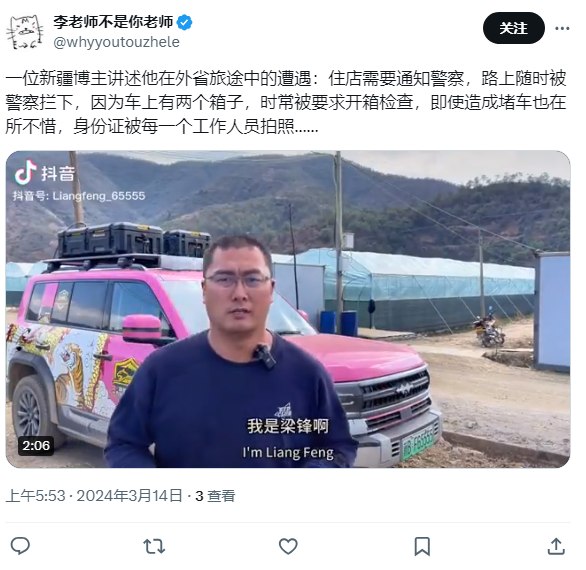 李老师不是你老师
@whyyoutouzhele
关注
一位新疆博主讲述他在外省旅途中的遭遇：住店需要通知警察，路上随时被
警察拦下，因为车上有两个箱子，时常被要求开箱检查，即使造成堵车也在
所不惜，身份证被每一个工作人员拍照......
抖音
抖音号: Liangfeng_65555
我是梁锋啊
I'm Liang Feng
2:06
上午5:53 · 2024年3月14日 · 3 查看